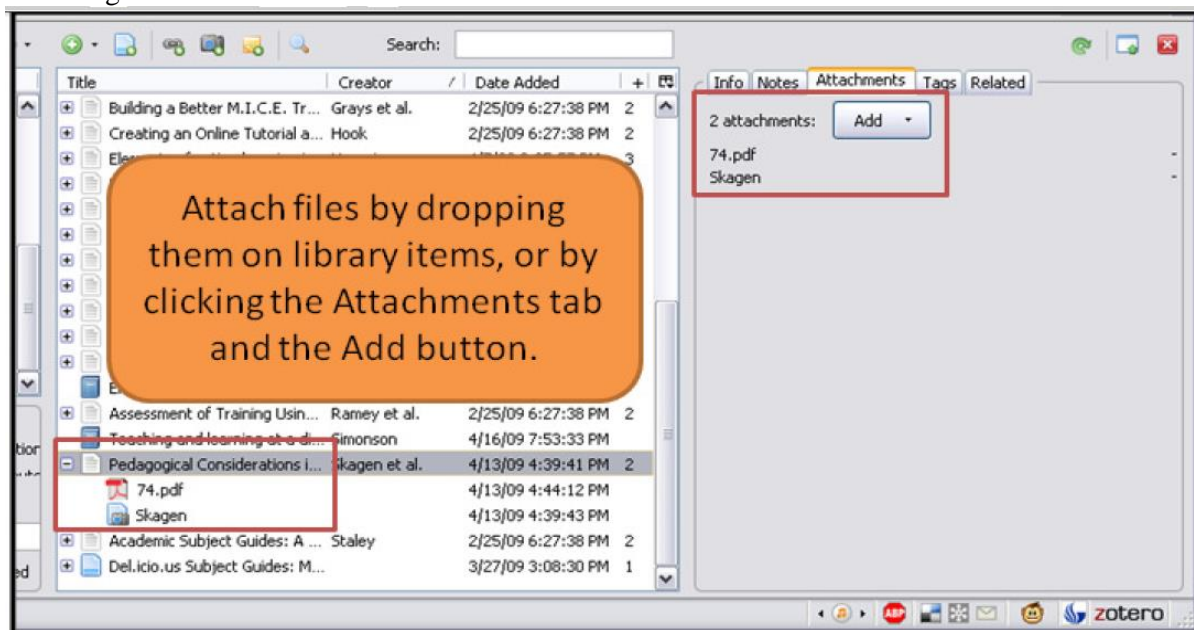 Search:
Title Creator / Date Added +
Info Notes Attachments Tags Related
Building a Better M.I.C.E. Tr... Grays et al. 2/25/09 6:27:38 PM 2
2 attachments: Add
Creating an Online Tutorial a... Hook 2/25/09 6:27:38 PM 2
74.pdf -
Skagen -
3
Attach files by dropping
them on library items, or by
clicking the Attachments tab
and the Add button.
Assessment of Training Usin... Ramey et al. 2/25/09 6:27:38 PM 2
Teaching and learning at a di... Simonson 4/16/09 7:53:33 PM
Pedagogical Considerations i... Skagen et al. 4/13/09 4:39:41 PM 2
74.pdf 4/13/09 4:44:12 PM
Skagen 4/13/09 4:39:43 PM
Academic Subject Guides: A ... Staley 2/25/09 6:27:38 PM 2
Del.icio.us Subject Guides: M... 3/27/09 3:08:30 PM 1
ABP zotero